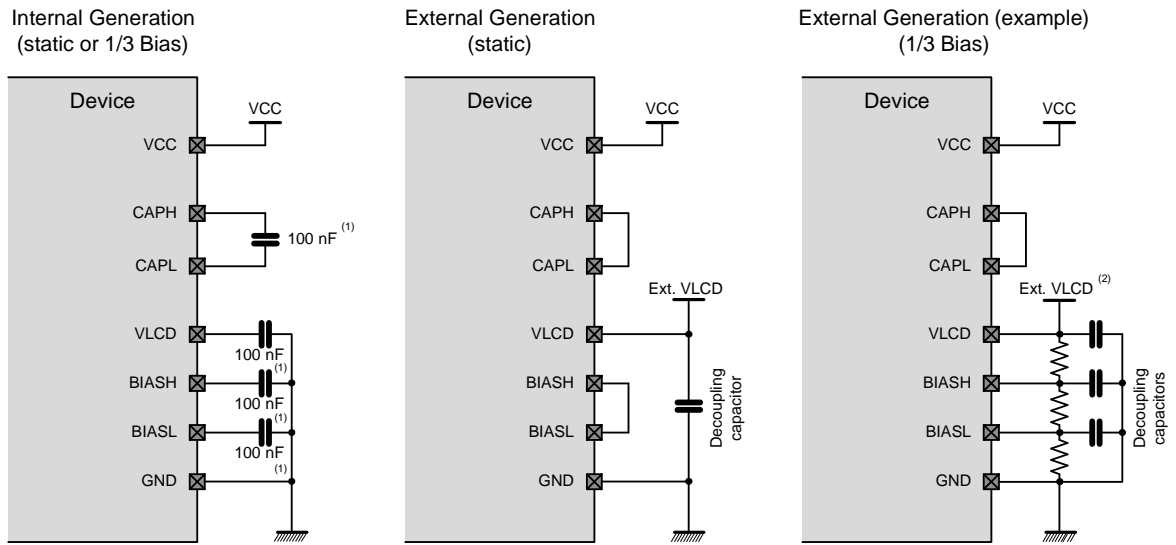 Internal Generation
(static or 1/3 Bias)
Device
VCC
VCC
CAPH
100 nF (1)
CAPL
VLCD
100 nF (1)
BIASH
100 nF (1)
BIASL
100 nF (1)
GND
External Generation
(static)
Device
VCC
VCC
CAPH
CAPL
Ext. VLCD
VLCD
BIASH
BIASL
Decoupling
capacitor
GND
External Generation (example)
(1/3 Bias)
Device
VCC
VCC
CAPH
CAPL
Ext. VLCD (2)
VLCD
BIASH
BIASL
Decoupling
capacitors
GND